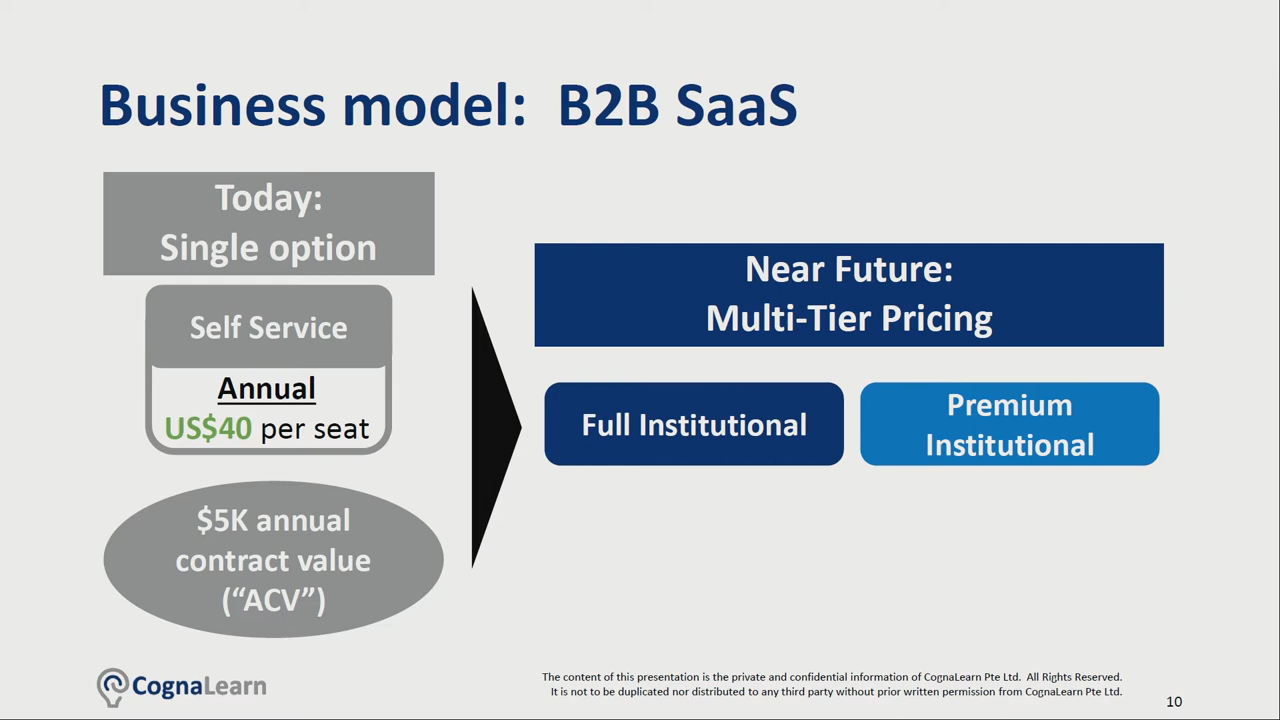 Business model:  B2B SaaS
Today:
Single option
Self Service
Annual
US$40 per seat
$5K annual
contract value
(“ACV”)
Near Future:
Multi-Tier Pricing
Full Institutional
Premium
Institutional
CognaLearn
The content of this presentation is the private and confidential information of CognaLearn Pte Ltd.  All Rights Reserved.
It is not to be duplicated nor distributed to any third party without prior written permission from CognaLearn Pte Ltd.
10